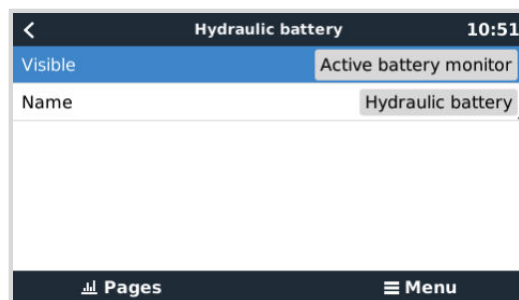 Hydraulic battery 10:51
Visible Active battery monitor
Name Hydraulic battery
Pages Menu